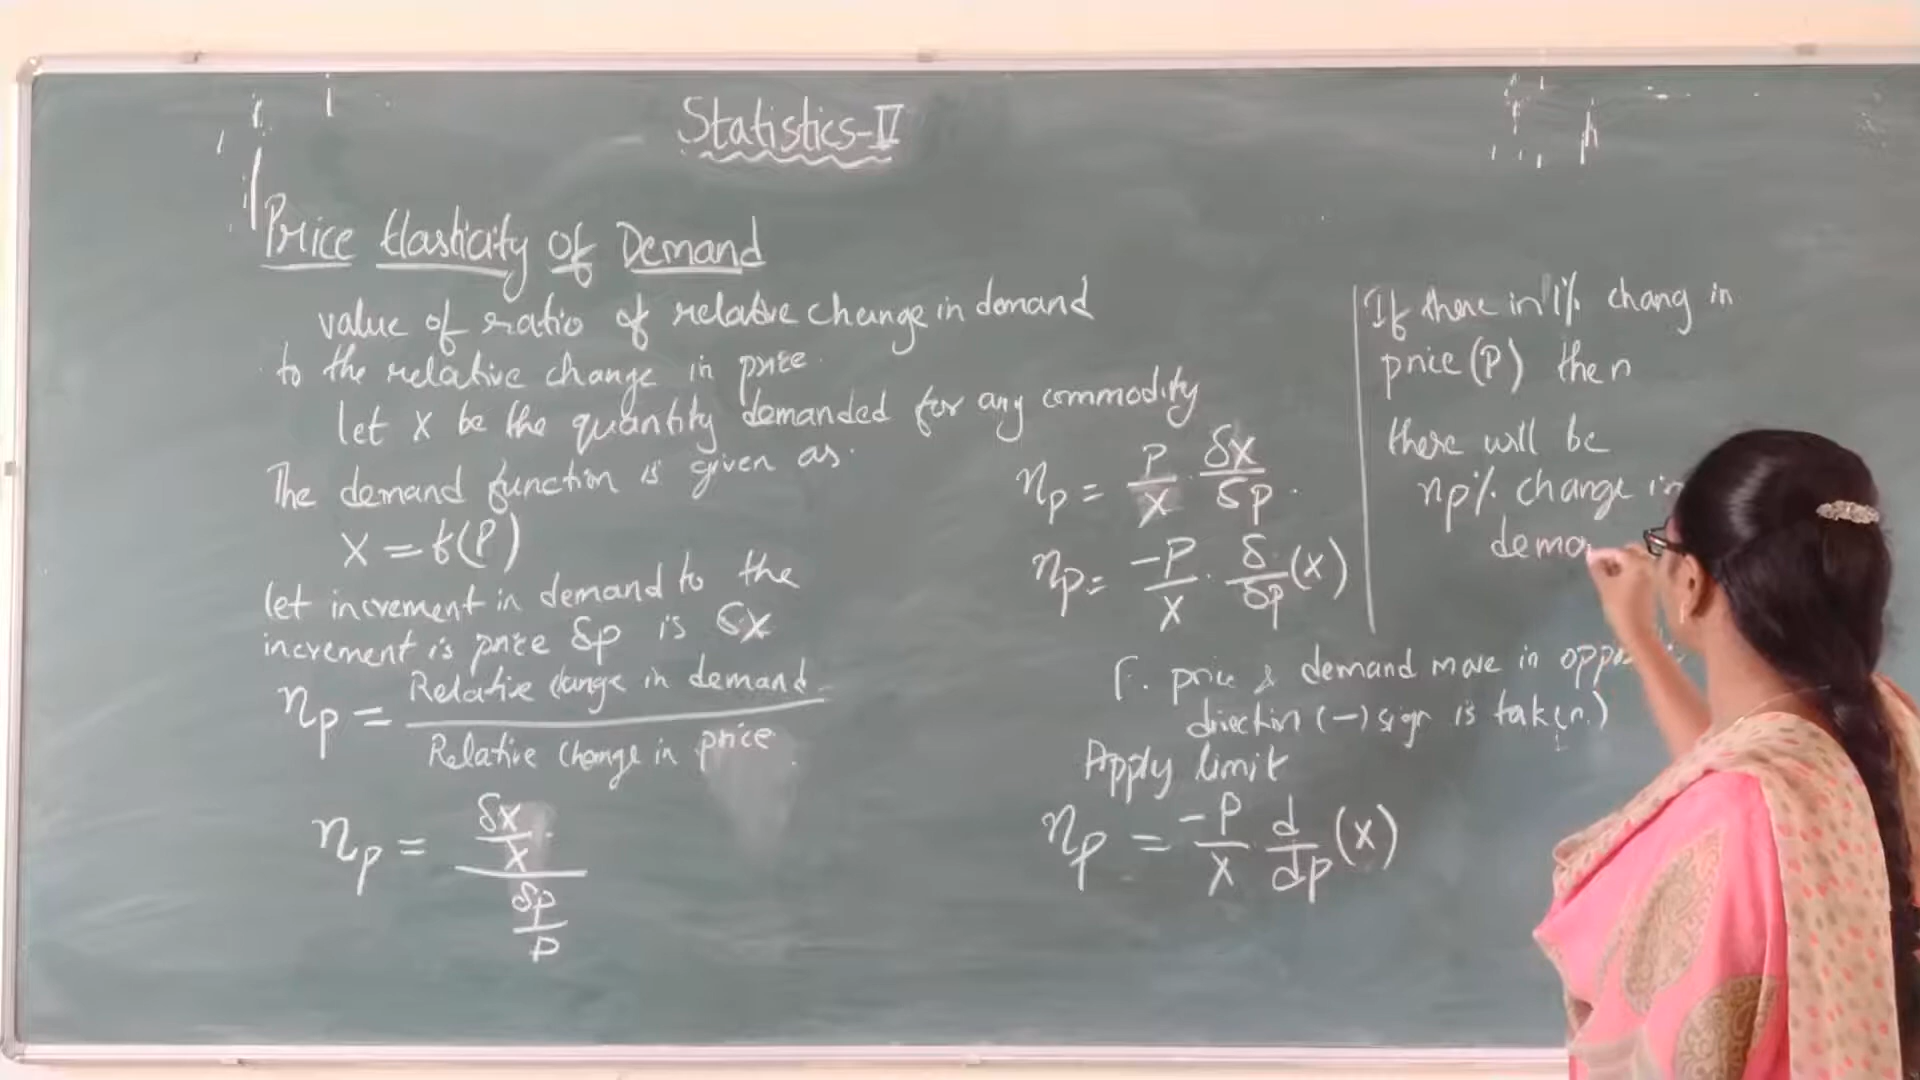 Statistics-IV
Price Elasticity of Demand
value of ratio of relative change in demand
to the relative change in price.
let X be the quantity demanded for any commodity
The demand function is given as.
X = f(P)
let increment in demand to the
increment is price δp is δx
ηp = Relative change in demand / Relative change in price.
ηp = (δx/x) / (δp/p)
ηp = P/X . δx/δp.
ηp = -P/X . δ/δp (x)
price & demand move in
direction (-) sign is taken.)
Apply limit
ηp = -P/X d/dp (x)
If there in 1% chang in
price (P) then
there will be
ηp% change in